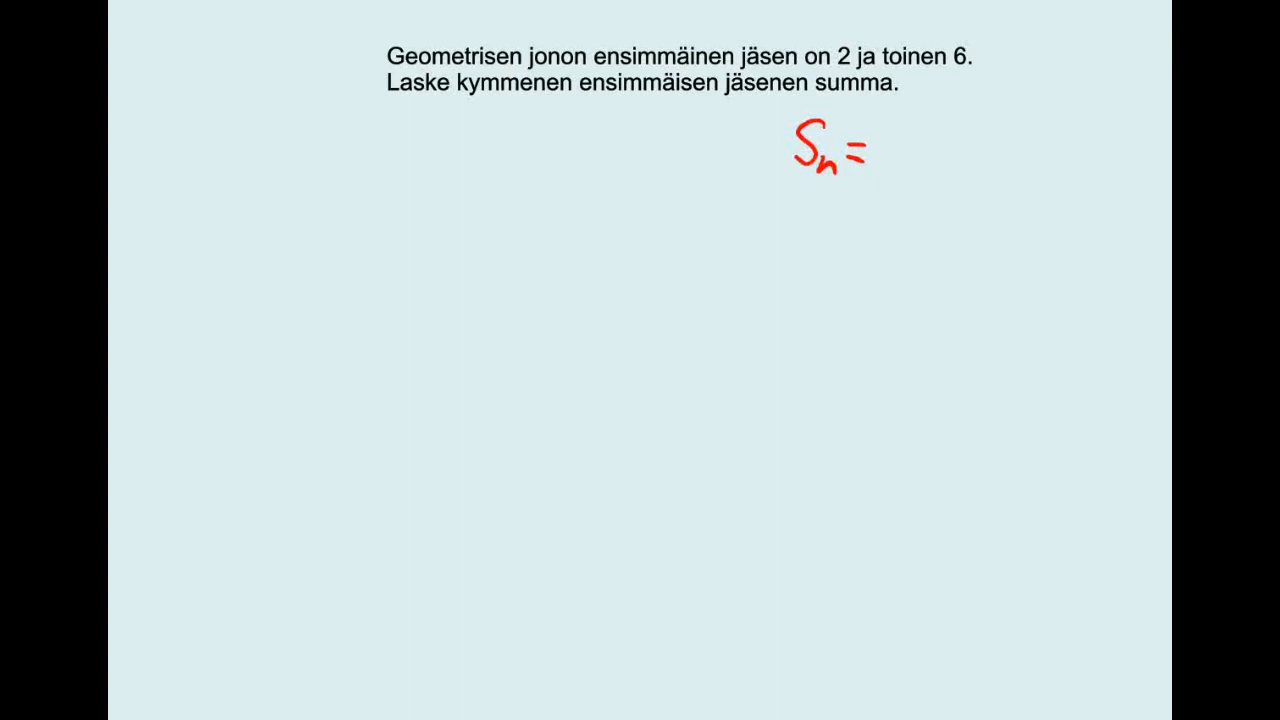 Geometrisen jonon ensimmäinen jäsen on 2 ja toinen 6.
Laske kymmenen ensimmäisen jäsenen summa.
Sn =